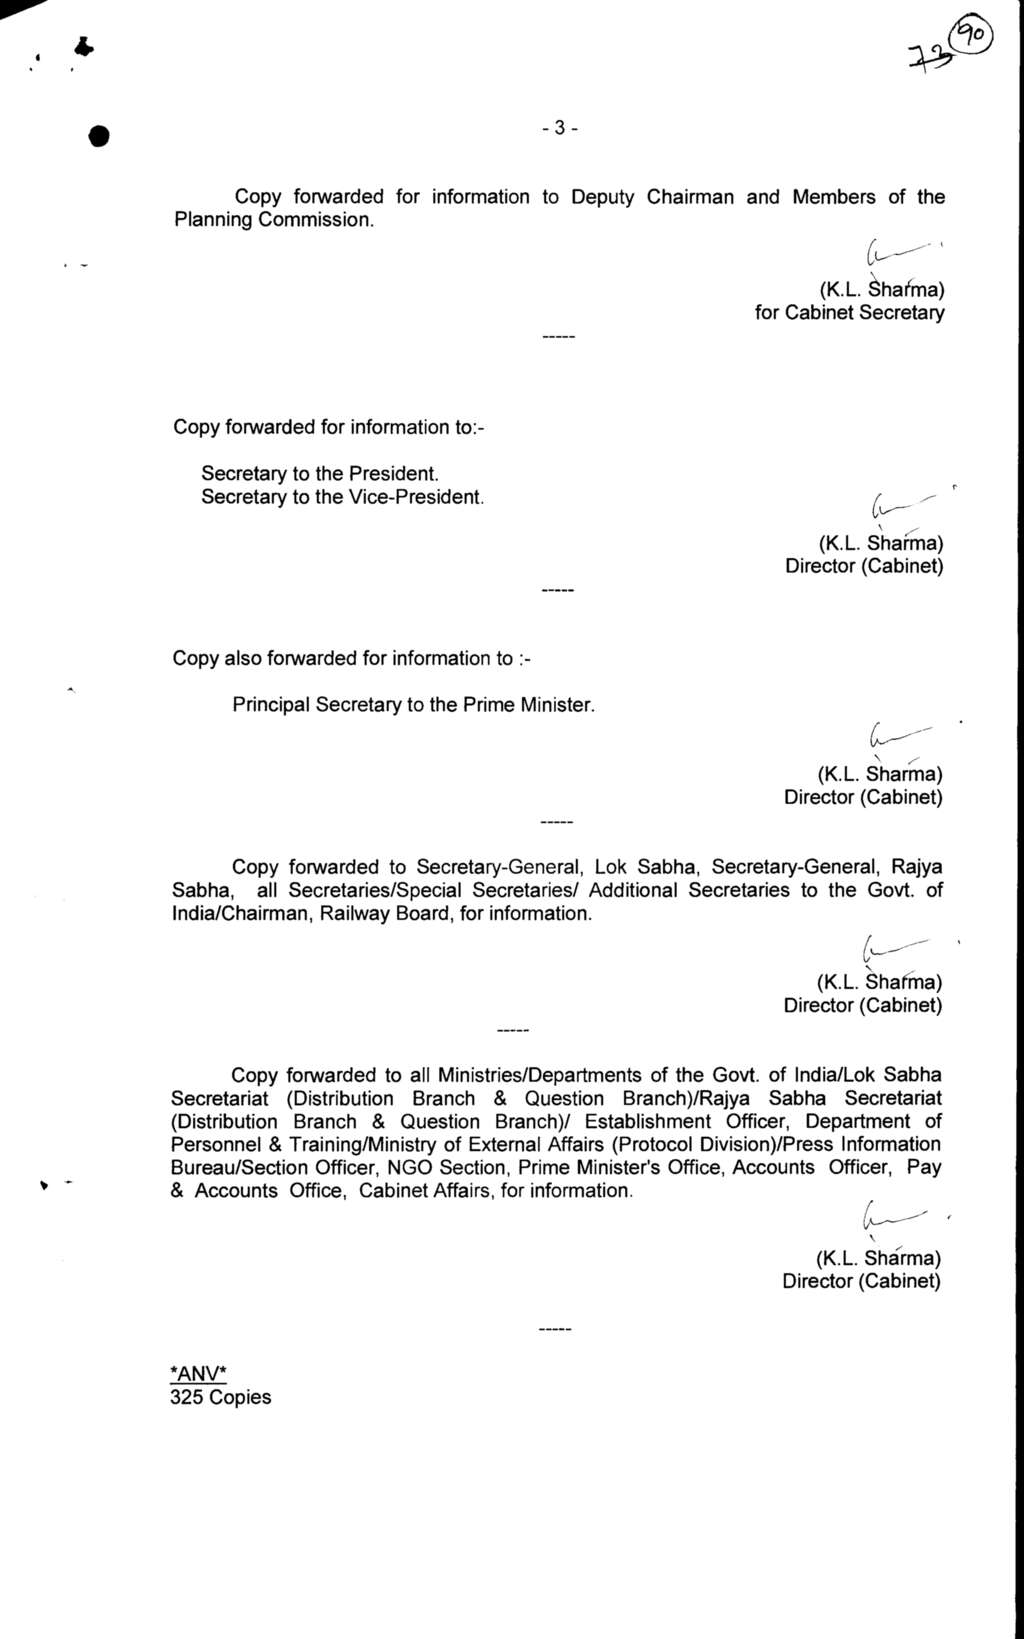 90
73
- 3 -
Copy forwarded for information to Deputy Chairman and Members of the
Planning Commission.
(K.L. Sharma)
for Cabinet Secretary
-----
Copy forwarded for information to:-
Secretary to the President.
Secretary to the Vice-President.
(K.L. Sharma)
Director (Cabinet)
-----
Copy also forwarded for information to :-
Principal Secretary to the Prime Minister.
(K.L. Sharma)
Director (Cabinet)
-----
Copy forwarded to Secretary-General, Lok Sabha, Secretary-General, Rajya
Sabha, all Secretaries/Special Secretaries/ Additional Secretaries to the Govt. of
India/Chairman, Railway Board, for information.
(K.L. Sharma)
Director (Cabinet)
-----
Copy forwarded to all Ministries/Departments of the Govt. of India/Lok Sabha
Secretariat (Distribution Branch & Question Branch)/Rajya Sabha Secretariat
(Distribution Branch & Question Branch)/ Establishment Officer, Department of
Personnel & Training/Ministry of External Affairs (Protocol Division)/Press Information
Bureau/Section Officer, NGO Section, Prime Minister's Office, Accounts Officer, Pay
& Accounts Office, Cabinet Affairs, for information.
(K.L. Sharma)
Director (Cabinet)
-----
*ANV*
325 Copies